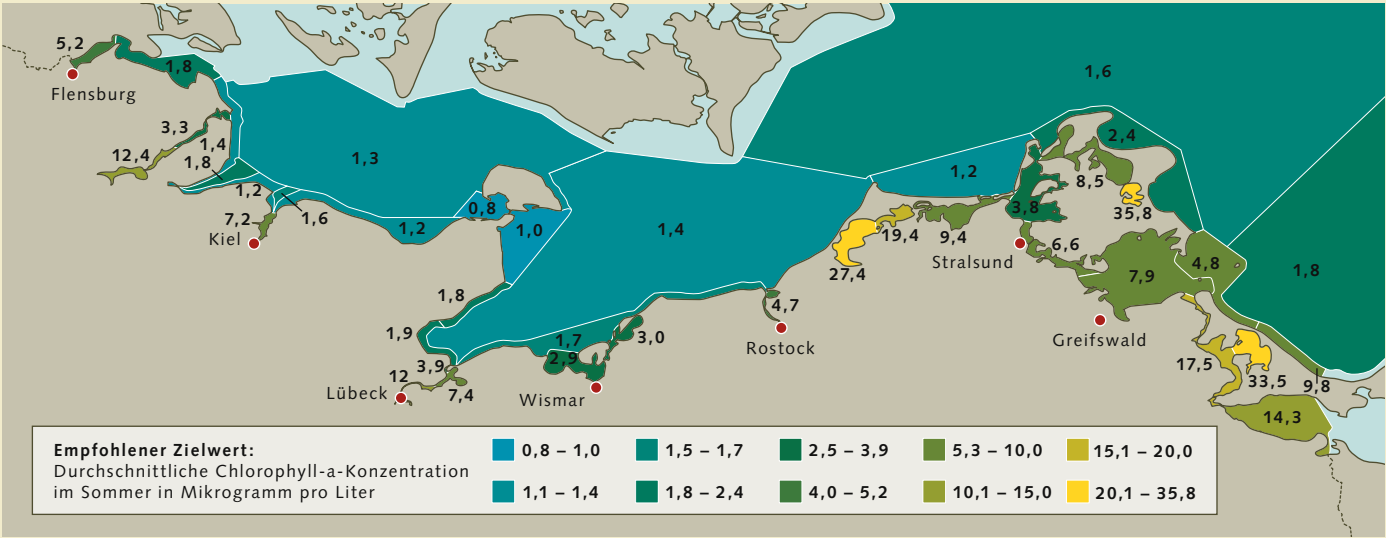 5,2
1,8
Flensburg
1,6
3,3
1,4
12,4
1,8
1,3
1,2
1,6
7,2
Kiel
1,2
0,8
1,0
1,4
1,2
2,4
8,5
35,8
3,8
19,4
9,4
27,4
Stralsund
6,6
7,9
4,8
1,8
1,8
1,9
4,7
Rostock
1,7
3,0
2,9
3,9
12
7,4
Lübeck
Wismar
Greifswald
17,5
33,5
9,8
14,3
Empfohlener Zielwert:
Durchschnittliche Chlorophyll-a-Konzentration
im Sommer in Mikrogramm pro Liter
0,8 – 1,0
1,5 – 1,7
2,5 – 3,9
5,3 – 10,0
15,1 – 20,0
1,1 – 1,4
1,8 – 2,4
4,0 – 5,2
10,1 – 15,0
20,1 – 35,8